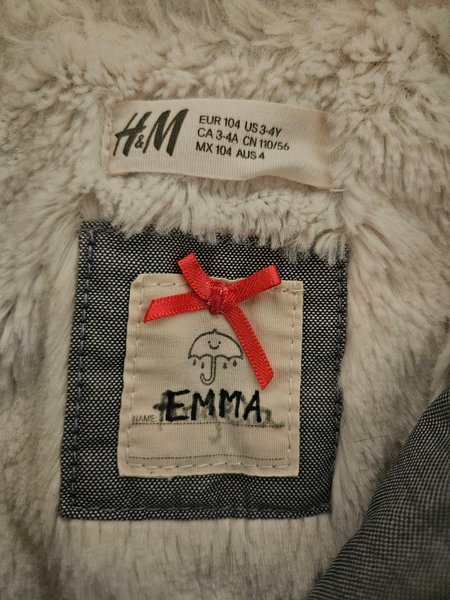 H&M
EUR 104 US 3-4Y
CA 3-4A CN 110/56
MX 104 AUS 4
NAME EMMA